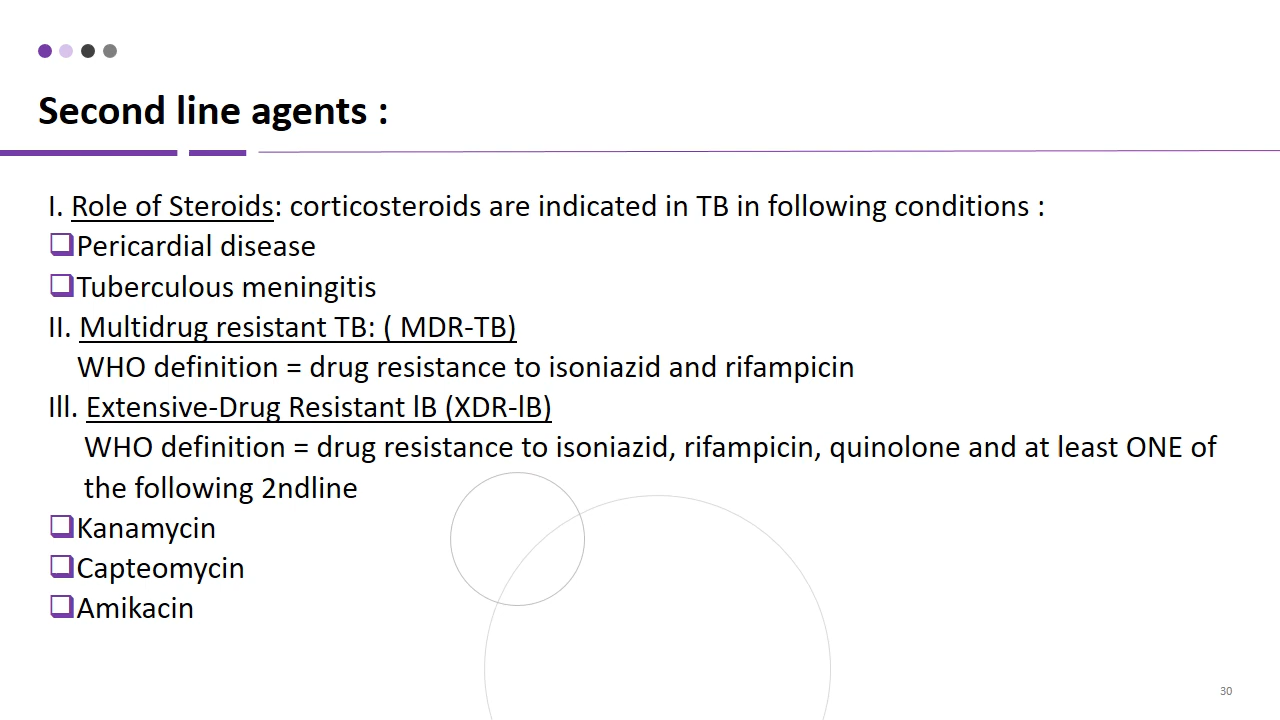 Second line agents :
I. Role of Steroids: corticosteroids are indicated in TB in following conditions :
❑Pericardial disease
❑Tuberculous meningitis
II. Multidrug resistant TB: ( MDR-TB)
WHO definition = drug resistance to isoniazid and rifampicin
Ill. Extensive-Drug Resistant lB (XDR-lB)
WHO definition = drug resistance to isoniazid, rifampicin, quinolone and at least ONE of
the following 2ndline
❑Kanamycin
❑Capteomycin
❑Amikacin
30